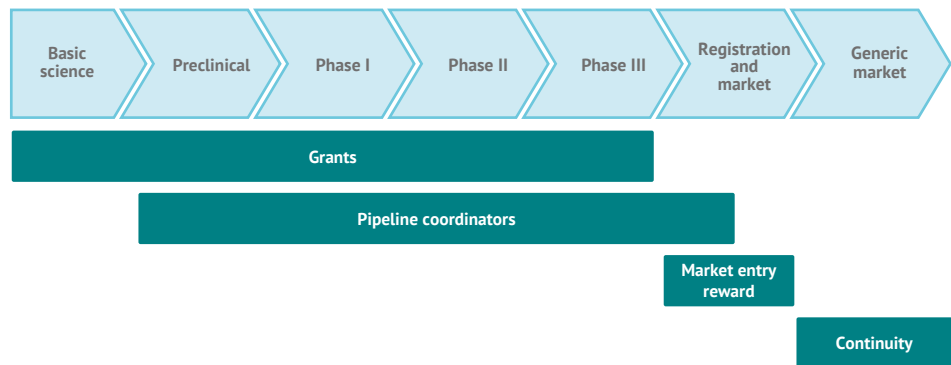 Basic
science
Preclinical
Phase I
Phase II
Phase III
Registration
and
market
Generic
market
Grants
Pipeline coordinators
Market entry
reward
Continuity